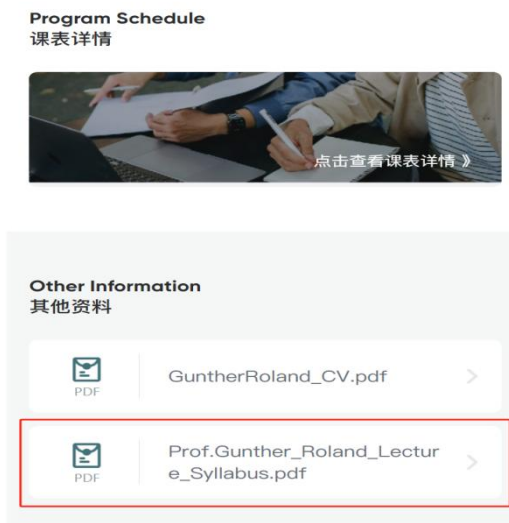 Program Schedule
课表详情
点击查看课表详情 》
Other Information
其他资料
PDF
GuntherRoland_CV.pdf
PDF
Prof.Gunther_Roland_Lectur
e_Syllabus.pdf